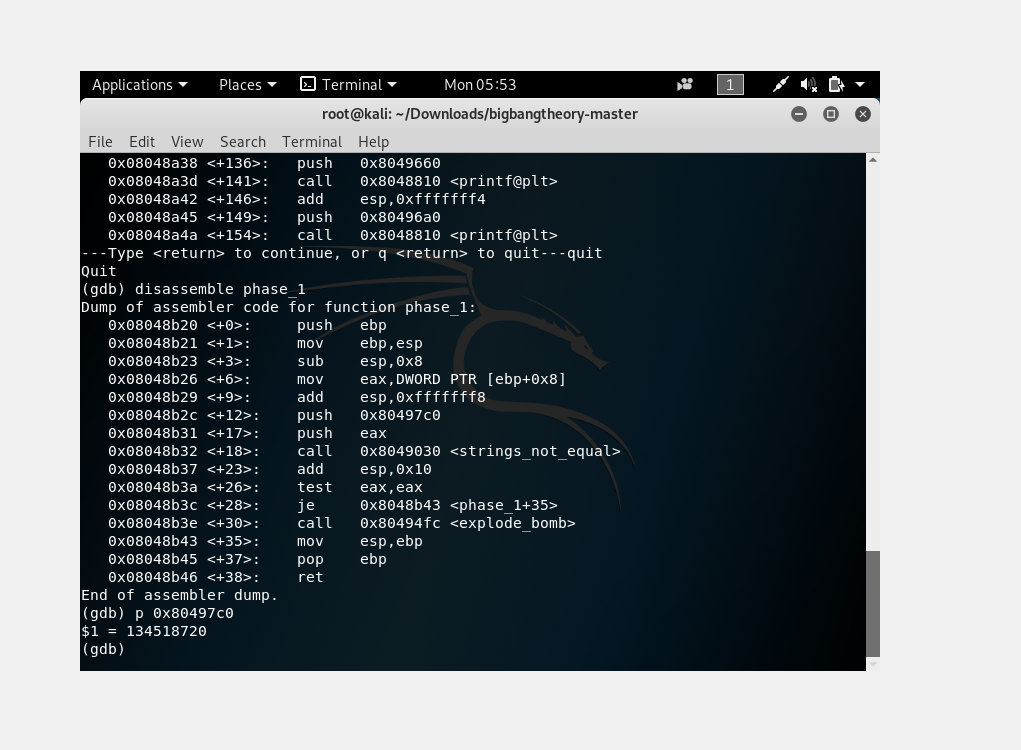 Applications Places Terminal Mon 05:53 1
root@kali: ~/Downloads/bigbangtheory-master
File Edit View Search Terminal Help
0x08048a38 <+136>: push 0x8049660
0x08048a3d <+141>: call 0x8048810 <printf@plt>
0x08048a42 <+146>: add esp,0xfffffff4
0x08048a45 <+149>: push 0x80496a0
0x08048a4a <+154>: call 0x8048810 <printf@plt>
---Type <return> to continue, or q <return> to quit---quit
Quit
(gdb) disassemble phase_1
Dump of assembler code for function phase_1:
0x08048b20 <+0>: push ebp
0x08048b21 <+1>: mov ebp,esp
0x08048b23 <+3>: sub esp,0x8
0x08048b26 <+6>: mov eax,DWORD PTR [ebp+0x8]
0x08048b29 <+9>: add esp,0xfffffff8
0x08048b2c <+12>: push 0x80497c0
0x08048b31 <+17>: push eax
0x08048b32 <+18>: call 0x8049030 <strings_not_equal>
0x08048b37 <+23>: add esp,0x10
0x08048b3a <+26>: test eax,eax
0x08048b3c <+28>: je 0x8048b43 <phase_1+35>
0x08048b3e <+30>: call 0x80494fc <explode_bomb>
0x08048b43 <+35>: mov esp,ebp
0x08048b45 <+37>: pop ebp
0x08048b46 <+38>: ret
End of assembler dump.
(gdb) p 0x80497c0
$1 = 134518720
(gdb)